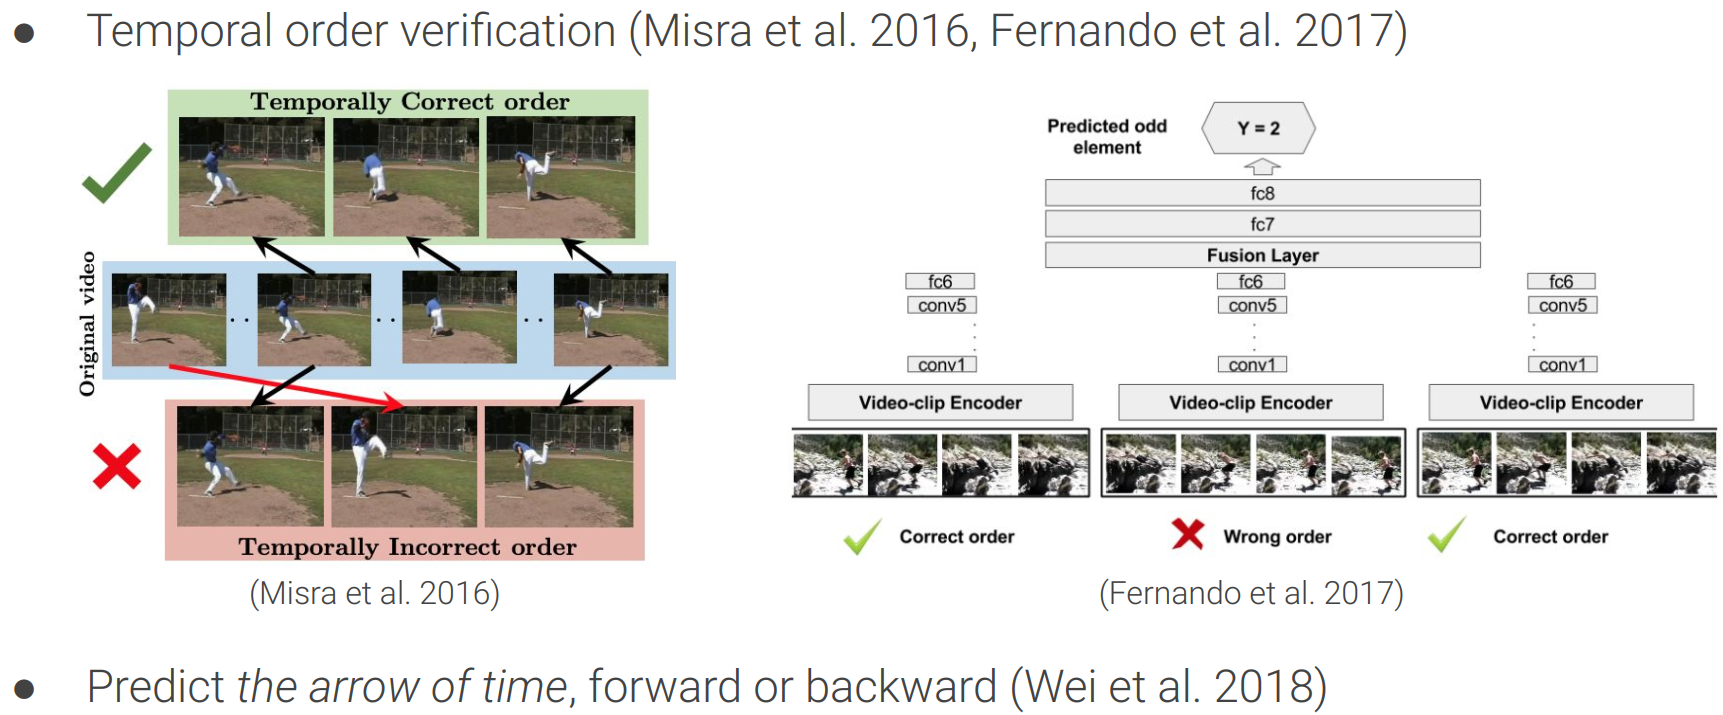 ● Temporal order verification (Misra et al. 2016, Fernando et al. 2017)
Temporally Correct order
Original video
. .
. .
. .
Temporally Incorrect order
(Misra et al. 2016)
Predicted odd
element
Y = 2
fc8
fc7
Fusion Layer
fc6 fc6 fc6
conv5 conv5 conv5
conv1 conv1 conv1
Video-clip Encoder Video-clip Encoder Video-clip Encoder
Correct order Wrong order Correct order
(Fernando et al. 2017)
● Predict the arrow of time, forward or backward (Wei et al. 2018)